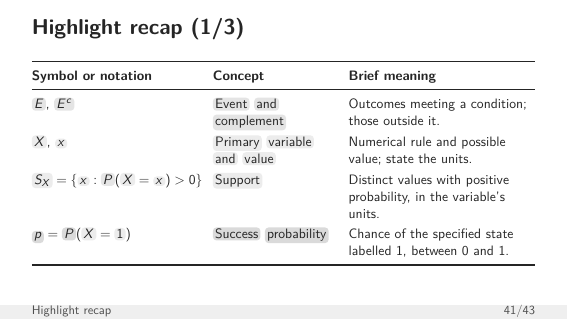 Highlight recap (1/3)
Symbol or notation Concept Brief meaning
E, Eᶜ Event and Outcomes meeting a condition;
complement those outside it.
X, x Primary variable Numerical rule and possible
and value value; state the units.
S_X = {x : P(X = x) > 0} Support Distinct values with positive
probability, in the variable's
units.
p = P(X = 1) Success probability Chance of the specified state
labelled 1, between 0 and 1.
Highlight recap 41/43